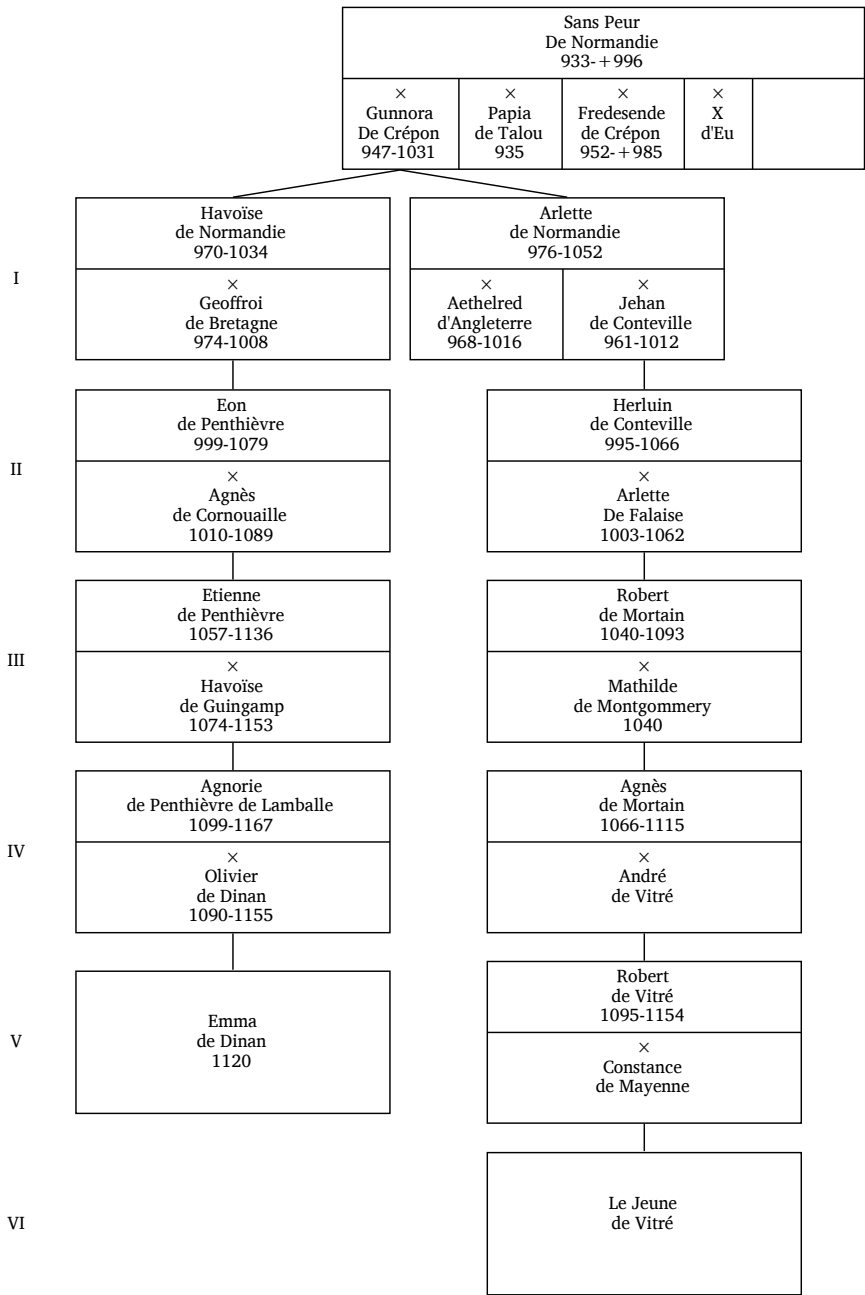 Sans Peur
De Normandie
933-+996
×
Gunnora
De Crépon
947-1031
×
Papia
de Talou
935
×
Fredesende
de Crépon
952-+985
×
X
d'Eu
I
Havoïse
de Normandie
970-1034
×
Geoffroi
de Bretagne
974-1008
Arlette
de Normandie
976-1052
×
Aethelred
d'Angleterre
968-1016
×
Jehan
de Conteville
961-1012
II
Eon
de Penthièvre
999-1079
×
Agnès
de Cornouaille
1010-1089
Herluin
de Conteville
995-1066
×
Arlette
De Falaise
1003-1062
III
Etienne
de Penthièvre
1057-1136
×
Havoïse
de Guingamp
1074-1153
Robert
de Mortain
1040-1093
×
Mathilde
de Montgommery
1040
IV
Agnorie
de Penthièvre de Lamballe
1099-1167
×
Olivier
de Dinan
1090-1155
Agnès
de Mortain
1066-1115
×
André
de Vitré
V
Emma
de Dinan
1120
Robert
de Vitré
1095-1154
×
Constance
de Mayenne
VI
Le Jeune
de Vitré